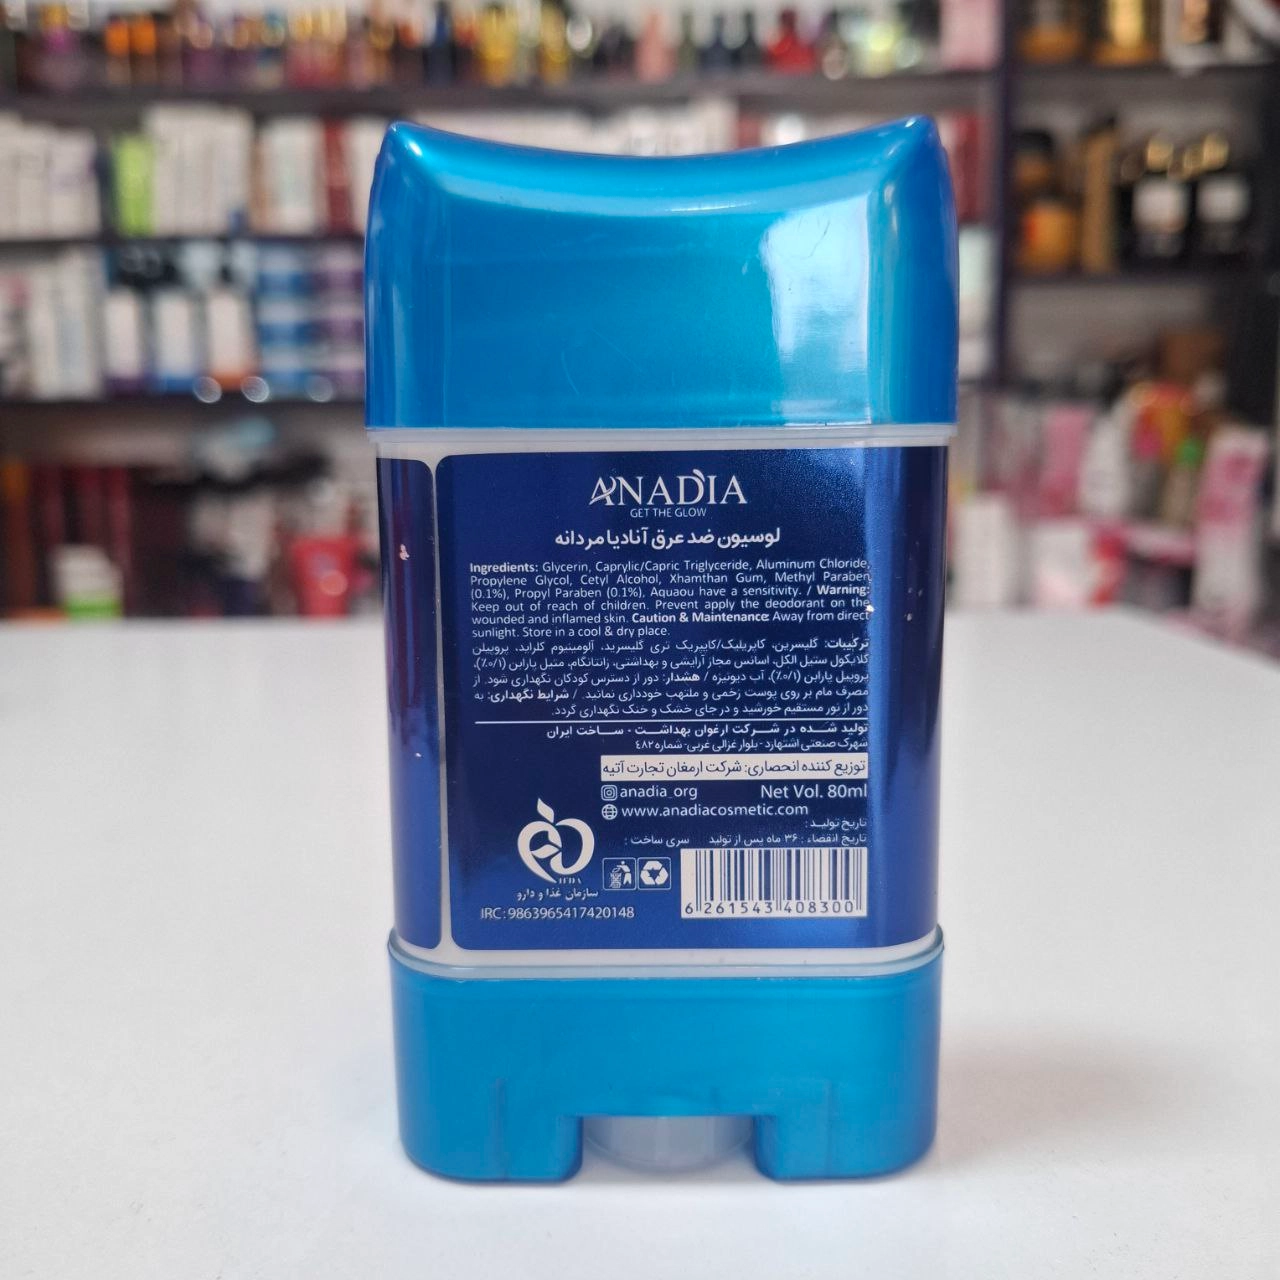 ANADIA
GET THE GLOW
لوسیون ضد عرق آنادیا مردانه
Ingredients: Glycerin, Caprylic/Capric Triglyceride, Aluminum Chloride,
Propylene Glycol, Cetyl Alcohol, Xhamthan Gum, Methyl Paraben
(0.1%), Propyl Paraben (0.1%), Aquaou have a sensitivity. / Warning:
Keep out of reach of children. Prevent apply the deodorant on the
wounded and inflamed skin. Caution & Maintenance: Away from direct
sunlight. Store in a cool & dry place.
ترکیبات: گلیسرین، کاپریلیک/کاپریک تری گلیسرید، آلومینیوم کلراید، پروپیلن
گلایکول ستیل الکل، اسانس مجاز آرایشی و بهداشتی، زانتانگام، متیل پارابن (۰/۱٪)،
پروپیل پارابن (۰/۱٪)، آب دیونیزه / هشدار: دور از دسترس کودکان نگهداری شود. از
مصرف مام بر روی پوست زخمی و ملتهب خودداری نمائید. / شرایط نگهداری: به
دور از نور مستقیم خورشید و در جای خشک و خنک نگهداری گردد.
تولید شده در شرکت ارغوان بهداشت - ساخت ایران
شهرک صنعتی اشتهارد - بلوار غزالی غربی - شماره ٤٨٢
توزیع کننده انحصاری: شرکت ارمغان تجارت آتیه
anadia_org Net Vol. 80ml
www.anadiacosmetic.com
تاریخ تولید :
تاریخ انقضاء : ۳۶ ماه پس از تولید سری ساخت :
IFDA
سازمان غذا و دارو
IRC:9863965417420148
6 261543 408300